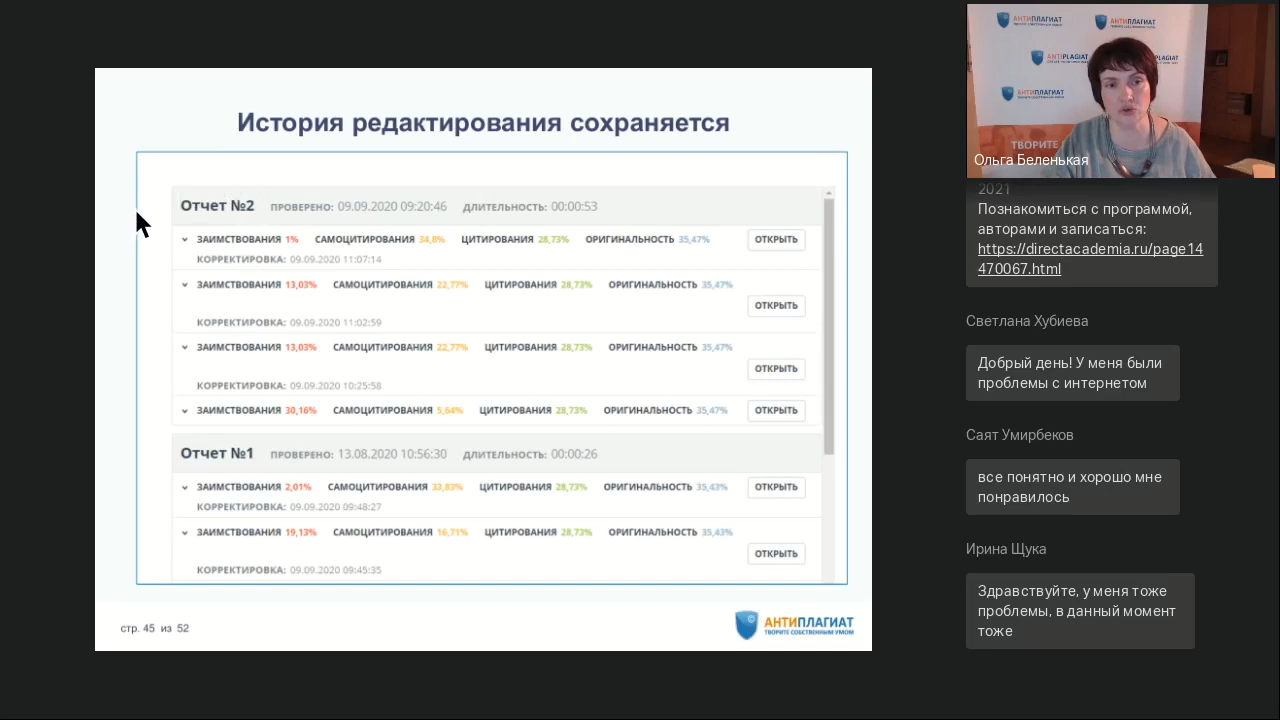 История редактирования сохраняется
Отчет №2 ПРОВЕРЕНО: 09.09.2020 09:20:46 ДЛИТЕЛЬНОСТЬ: 00:00:53
ЗАИМСТВОВАНИЯ 1% САМОЦИТИРОВАНИЯ 34,8% ЦИТИРОВАНИЯ 28,73% ОРИГИНАЛЬНОСТЬ 35,47% ОТКРЫТЬ
КОРРЕКТИРОВКА: 09.09.2020 11:07:14
ЗАИМСТВОВАНИЯ 13,03% САМОЦИТИРОВАНИЯ 22,77% ЦИТИРОВАНИЯ 28,73% ОРИГИНАЛЬНОСТЬ 35,47%
ОТКРЫТЬ
КОРРЕКТИРОВКА: 09.09.2020 11:02:59
ЗАИМСТВОВАНИЯ 13,03% САМОЦИТИРОВАНИЯ 22,77% ЦИТИРОВАНИЯ 28,73% ОРИГИНАЛЬНОСТЬ 35,47%
ОТКРЫТЬ
КОРРЕКТИРОВКА: 09.09.2020 10:25:58
ЗАИМСТВОВАНИЯ 30,16% САМОЦИТИРОВАНИЯ 5,64% ЦИТИРОВАНИЯ 28,73% ОРИГИНАЛЬНОСТЬ 35,47% ОТКРЫТЬ
Отчет №1 ПРОВЕРЕНО: 13.08.2020 10:56:30 ДЛИТЕЛЬНОСТЬ: 00:00:26
ЗАИМСТВОВАНИЯ 2,01% САМОЦИТИРОВАНИЯ 33,83% ЦИТИРОВАНИЯ 28,73% ОРИГИНАЛЬНОСТЬ 35,43% ОТКРЫТЬ
КОРРЕКТИРОВКА: 09.09.2020 09:48:27
ЗАИМСТВОВАНИЯ 19,13% САМОЦИТИРОВАНИЯ 16,71% ЦИТИРОВАНИЯ 28,73% ОРИГИНАЛЬНОСТЬ 35,43%
ОТКРЫТЬ
КОРРЕКТИРОВКА: 09.09.2020 09:45:35
стр. 45 из 52
АНТИПЛАГИАТ
ТВОРИТЕ СОБСТВЕННЫМ УМОМ
АНТИПЛАГИАТ
АНТИПЛАГИАТ
ANTIPLAGIAT
PLAGIAT
АНТИПЛАГИАТ
ТВОРИТЕ
Ольга Беленькая
2021
Познакомиться с программой,
авторами и записаться:
https://directacademia.ru/page14
470067.html
Светлана Хубиева
Добрый день! У меня были
проблемы с интернетом
Саят Умирбеков
все понятно и хорошо мне
понравилось
Ирина Щука
Здравствуйте, у меня тоже
проблемы, в данный момент
тоже